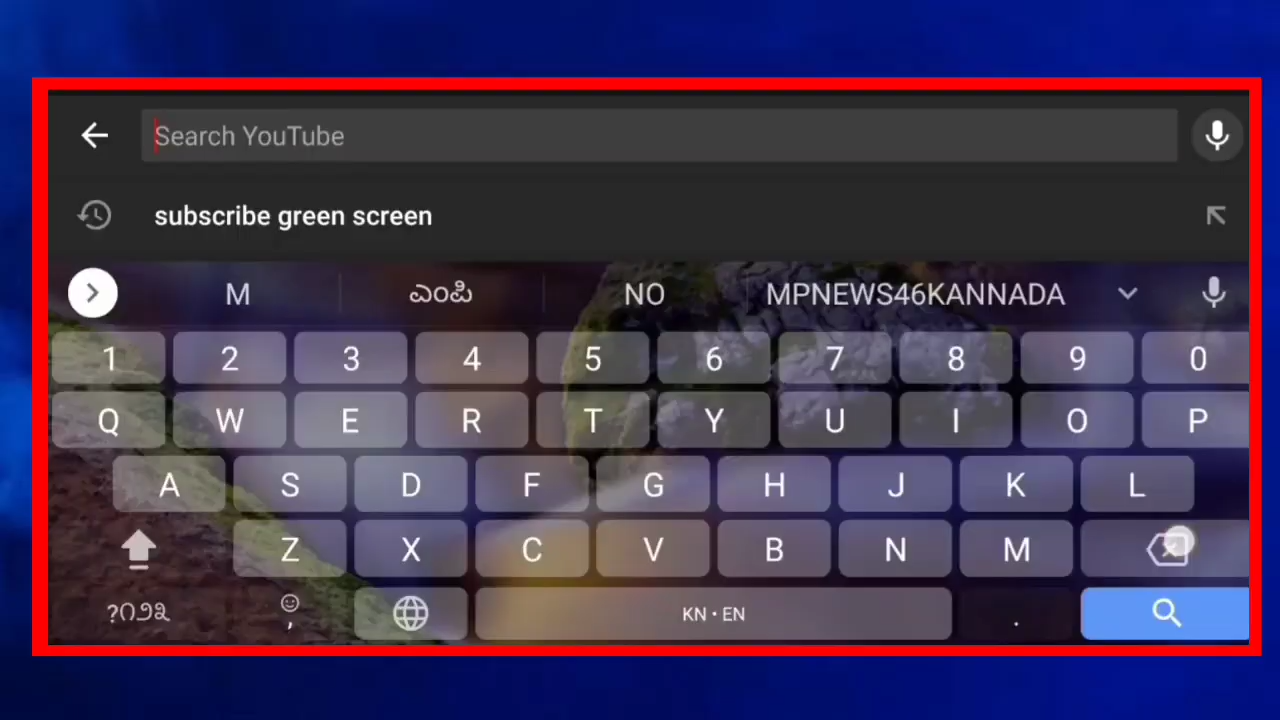 Search YouTube
subscribe green screen
M ಎಂಪಿ NO MPNEWS46KANNADA
1 2 3 4 5 6 7 8 9 0
Q W E R T Y U I O P
A S D F G H J K L
Z X C V B N M
?೧೨೩ , KN • EN .